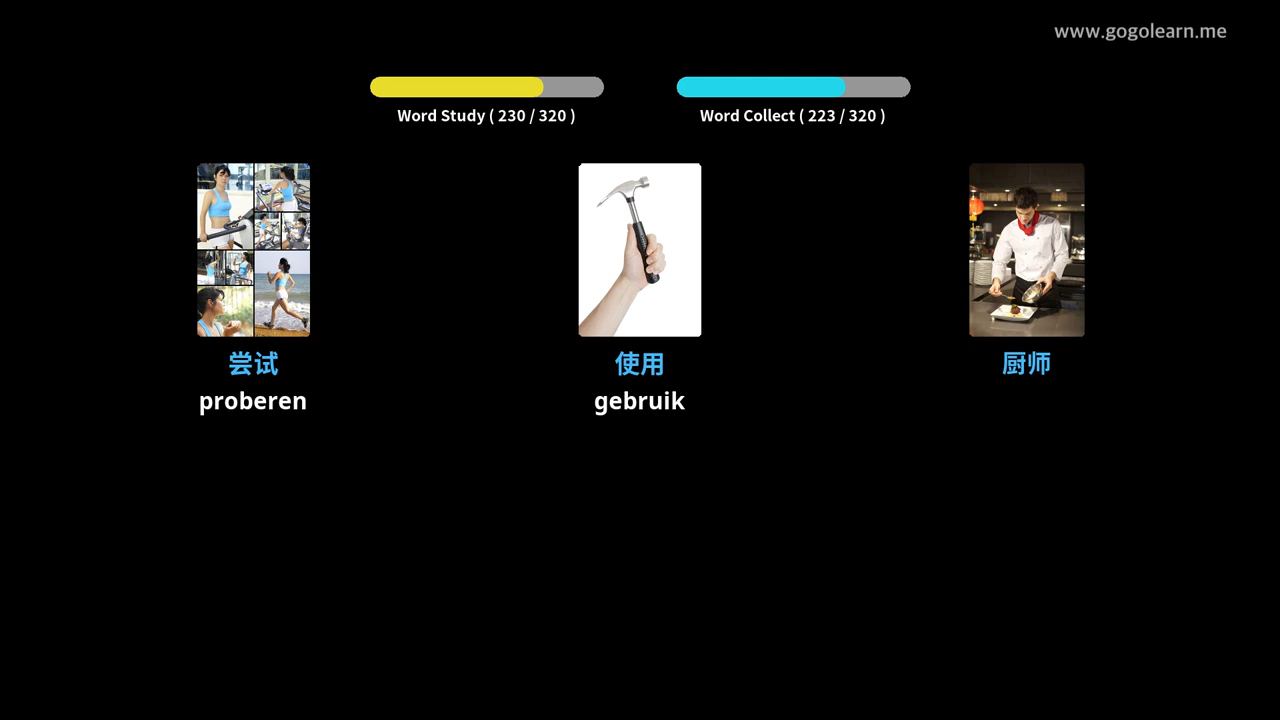 www.gogolearn.me
Word Study ( 230 / 320 )
Word Collect ( 223 / 320 )
尝试
使用
厨师
proberen
gebruik